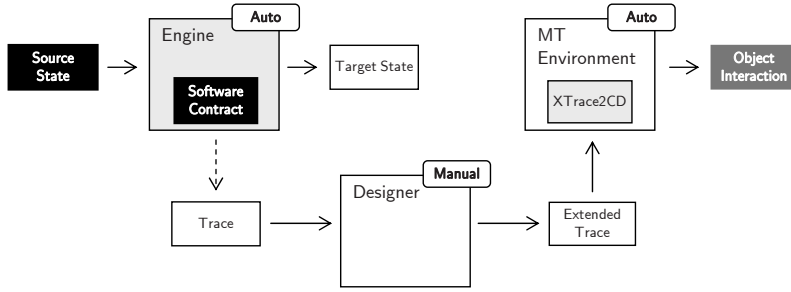 Auto
Engine
Source
State
Software
Contract
Target State
Auto
MT
Environment
XTrace2CD
Object
Interaction
Manual
Designer
Trace
Extended
Trace